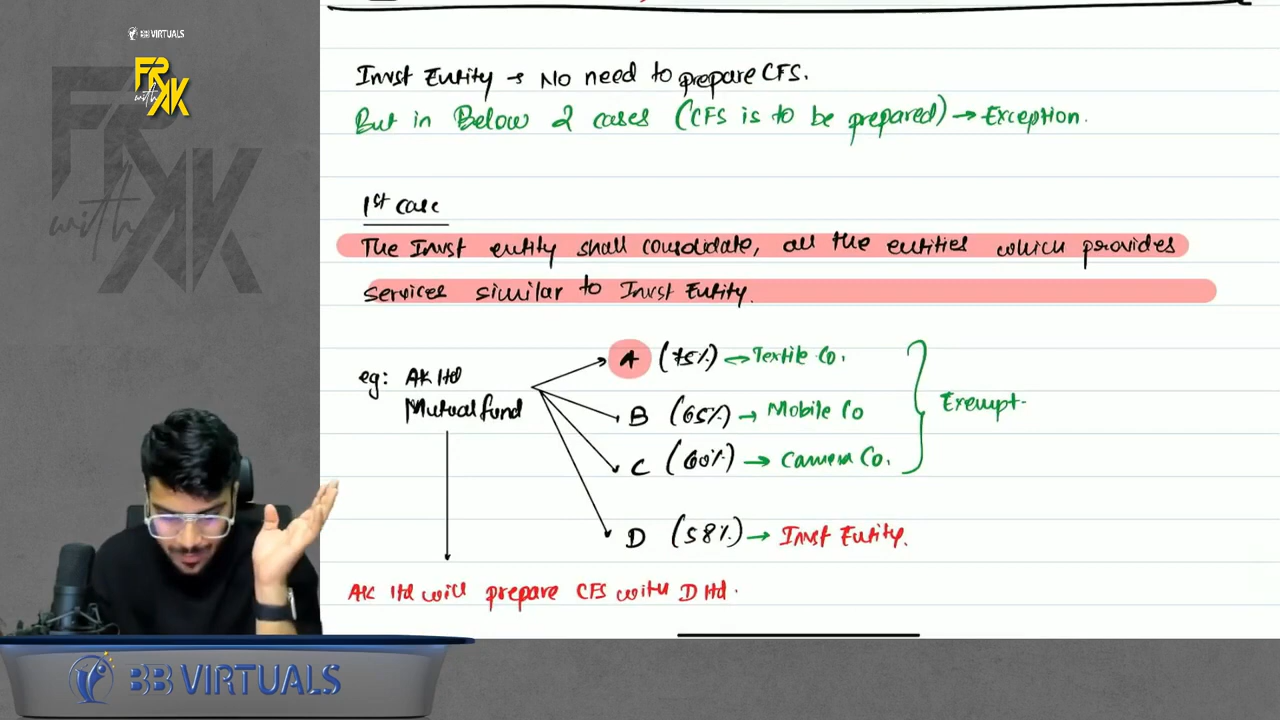 BB VIRTUALS
FR
with
AK
FR
with
AK
Invst Entity → No need to prepare CFS.
But in Below 2 cases (CFS is to be prepared) → Exception.
1st case
The Invst entity shall consolidate, all the entities which provides
services similar to Invst Entity.
eg: AK ltd
Mutual fund
A (75%) → Textile Co.
B (65%) → Mobile Co
C (60%) → Camera Co.
Exempt.
D (58%) → Invst Entity.
AK ltd will prepare CFS with D ltd.
BB VIRTUALS